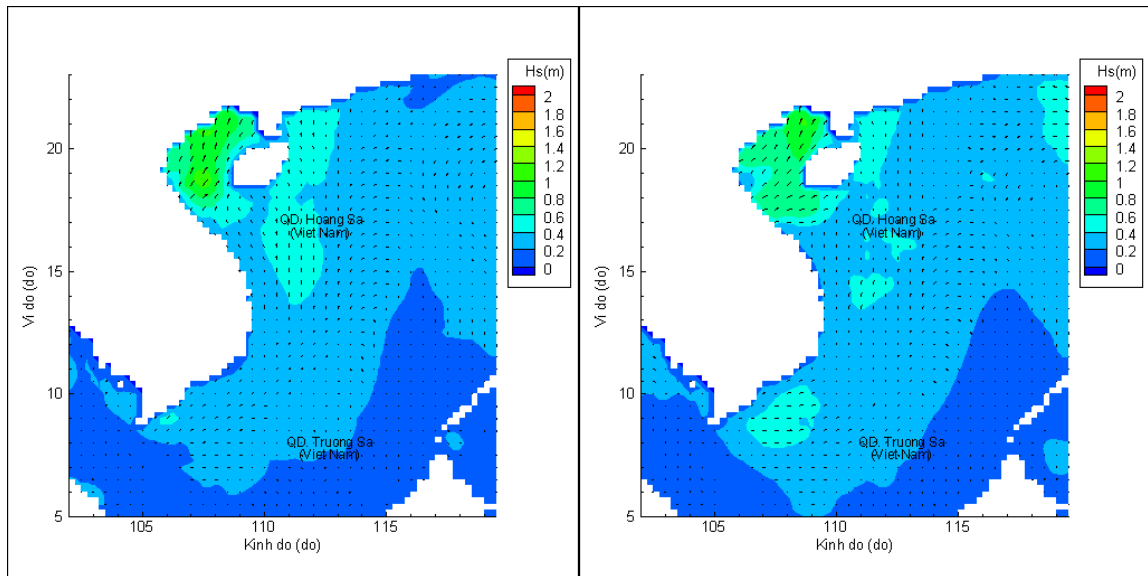 Hs(m)
2
1.8
1.6
1.4
1.2
1
0.8
0.6
0.4
0.2
0
20
15
10
5
105
110
115
Vi do (do)
Kinh do (do)
QD. Hoang Sa
(Viet Nam)
QD. Truong Sa
(Viet Nam)
Hs(m)
2
1.8
1.6
1.4
1.2
1
0.8
0.6
0.4
0.2
0
20
15
10
5
105
110
115
Vi do (do)
Kinh do (do)
QD. Hoang Sa
(Viet Nam)
QD. Truong Sa
(Viet Nam)